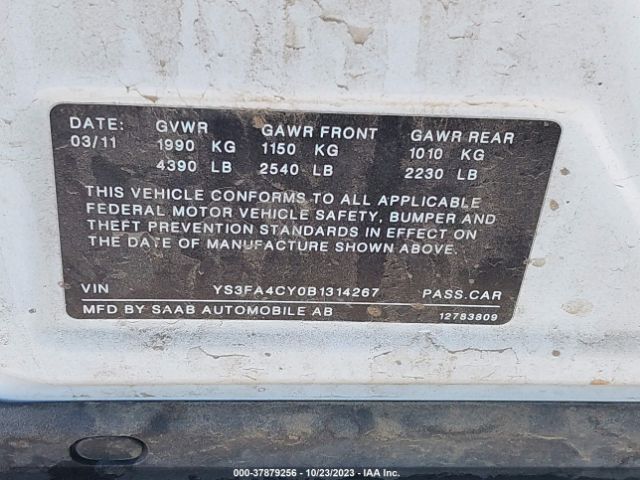 DATE: GVWR GAWR FRONT GAWR REAR
03/11 1990 KG 1150 KG 1010 KG
4390 LB 2540 LB 2230 LB
THIS VEHICLE CONFORMS TO ALL APPLICABLE
FEDERAL MOTOR VEHICLE SAFETY, BUMPER AND
THEFT PREVENTION STANDARDS IN EFFECT ON
THE DATE OF MANUFACTURE SHOWN ABOVE.
VIN YS3FA4CY0B1314267 PASS.CAR
MFD BY SAAB AUTOMOBILE AB 12783809
000-37879256 - 10/23/2023 - IAA Inc.